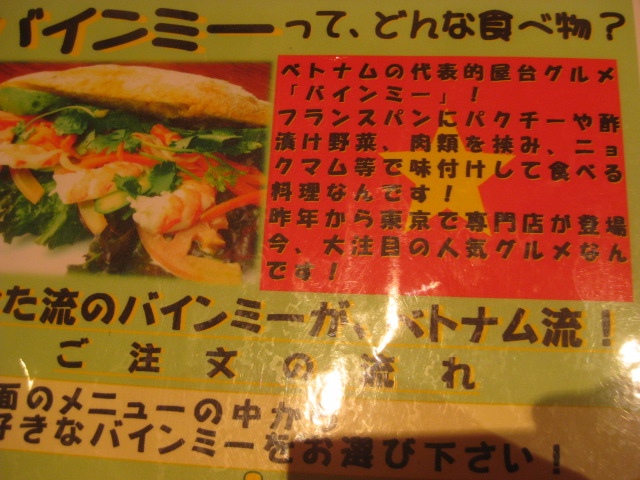 バインミーって、どんな食べ物？
ベトナムの代表的屋台グルメ
「バインミー」！
フランスパンにパクチーや酢
漬け野菜、肉類を挟み、ニョ
クマム等で味付けして食べる
料理なんです！
昨年から東京で専門店が登場
今、大注目の人気グルメなん
です！
た流のバインミーが、ベトナム流！
ご注文の流れ
面のメニューの中から
好きなバインミーをお選び下さい！